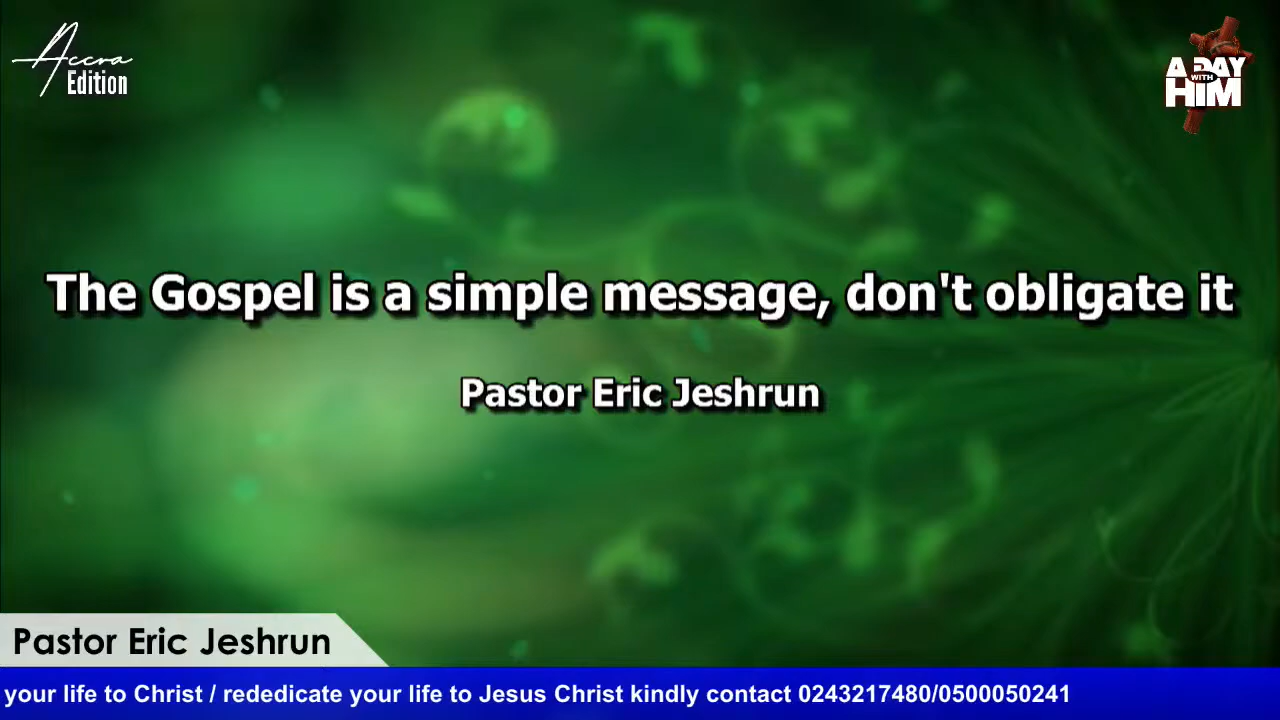 Accra
Edition
A DAY
WITH
HIM
The Gospel is a simple message, don't obligate it
Pastor Eric Jeshrun
Pastor Eric Jeshrun
your life to Christ / rededicate your life to Jesus Christ kindly contact 0243217480/0500050241